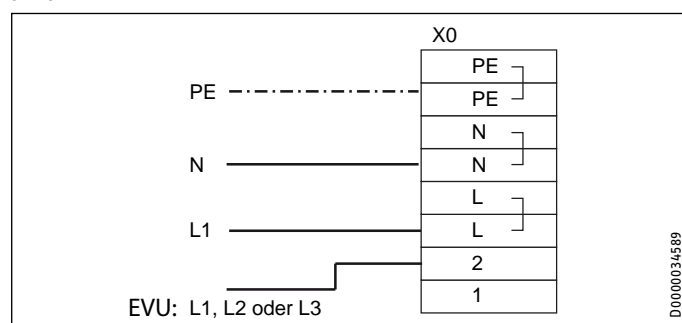 X0
PE
PE PE
N
N N
L
L1 L
2
EVU: L1, L2 oder L3 1
D0000034589